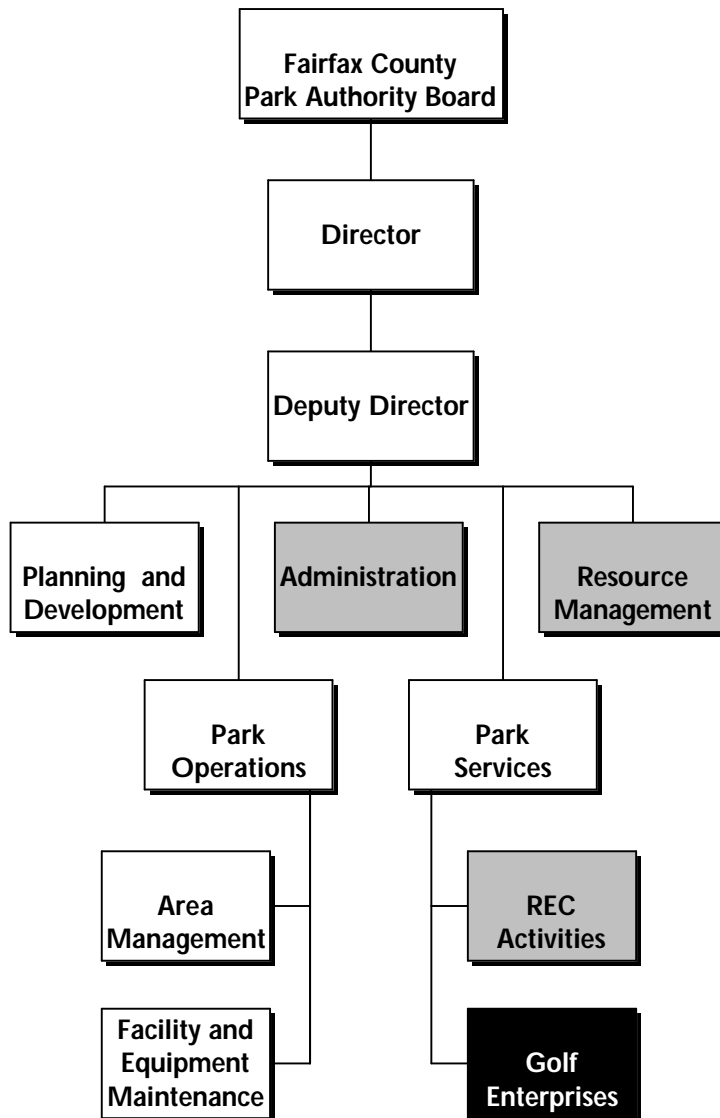 Fairfax County
Park Authority Board
Director
Deputy Director
Planning and
Development
Administration
Resource
Management
Park
Operations
Park
Services
Area
Management
REC
Activities
Facility and
Equipment
Maintenance
Golf
Enterprises